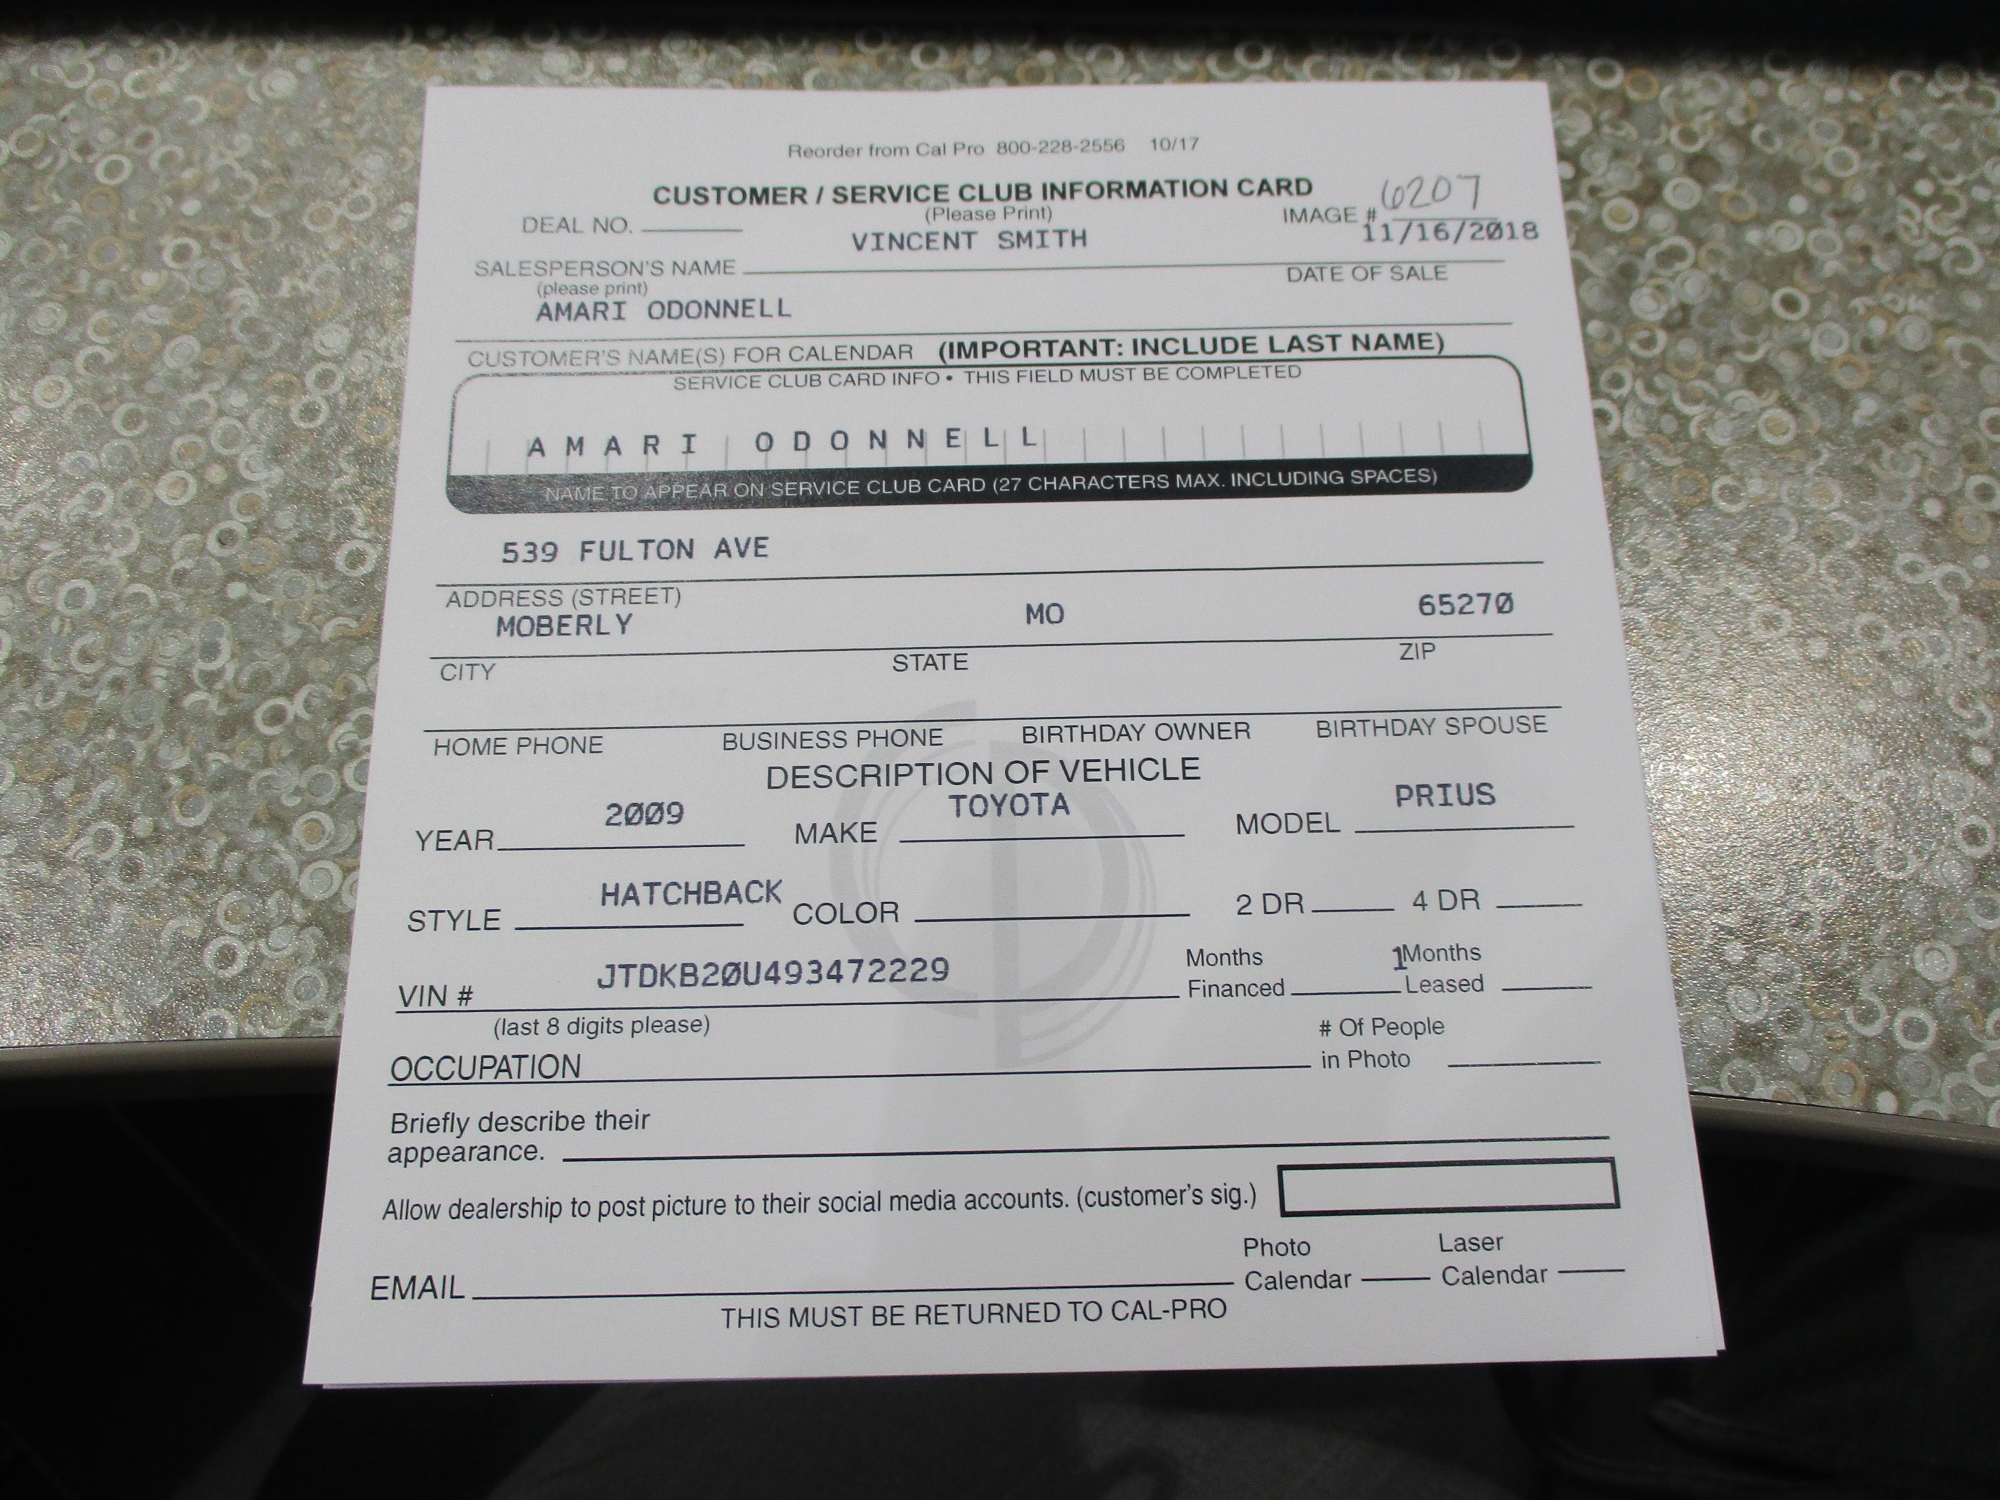 Reorder from Cal Pro 800-228-2556 10/17
CUSTOMER / SERVICE CLUB INFORMATION CARD
(Please Print)
DEAL NO.
IMAGE # 6207
VINCENT SMITH
11/16/2018
SALESPERSON'S NAME
DATE OF SALE
(please print)
AMARI ODONNELL
CUSTOMER'S NAME(S) FOR CALENDAR (IMPORTANT: INCLUDE LAST NAME)
SERVICE CLUB CARD INFO • THIS FIELD MUST BE COMPLETED
AMARI ODONNELL
NAME TO APPEAR ON SERVICE CLUB CARD (27 CHARACTERS MAX. INCLUDING SPACES)
539 FULTON AVE
ADDRESS (STREET)
MOBERLY MO 65270
CITY STATE ZIP
HOME PHONE BUSINESS PHONE BIRTHDAY OWNER BIRTHDAY SPOUSE
DESCRIPTION OF VEHICLE
YEAR 2009 MAKE TOYOTA MODEL PRIUS
STYLE HATCHBACK COLOR 2 DR 4 DR
VIN # JTDKB20U493472229
Months Financed 1 Months Leased
(last 8 digits please)
OCCUPATION
# Of People
in Photo
Briefly describe their
appearance.
Allow dealership to post picture to their social media accounts. (customer's sig.)
EMAIL
Photo Calendar Laser Calendar
THIS MUST BE RETURNED TO CAL-PRO